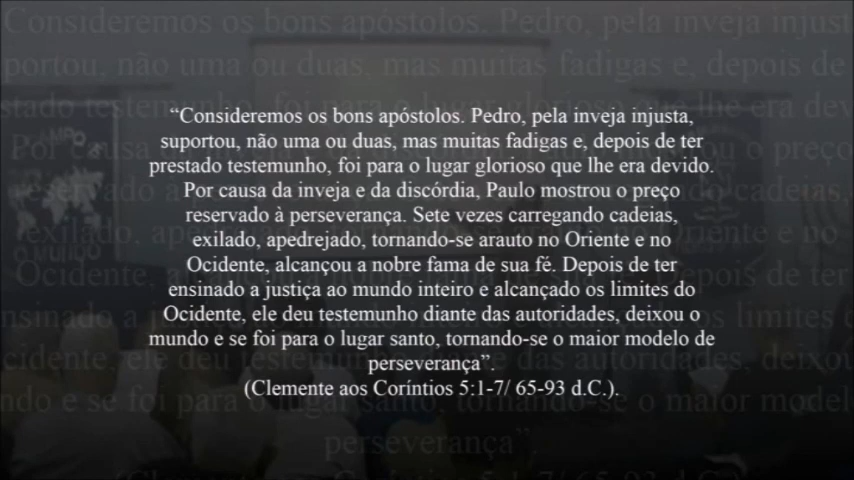 “Consideremos os bons apóstolos. Pedro, pela inveja injusta,
suportou, não uma ou duas, mas muitas fadigas e, depois de ter
prestado testemunho, foi para o lugar glorioso que lhe era devido.
Por causa da inveja e da discórdia, Paulo mostrou o preço
reservado à perseverança. Sete vezes carregando cadeias,
exilado, apedrejado, tornando-se arauto no Oriente e no
Ocidente, alcançou a nobre fama de sua fé. Depois de ter
ensinado a justiça ao mundo inteiro e alcançado os limites do
Ocidente, ele deu testemunho diante das autoridades, deixou o
mundo e se foi para o lugar santo, tornando-se o maior modelo de
perseverança”.
(Clemente aos Coríntios 5:1-7/ 65-93 d.C.).